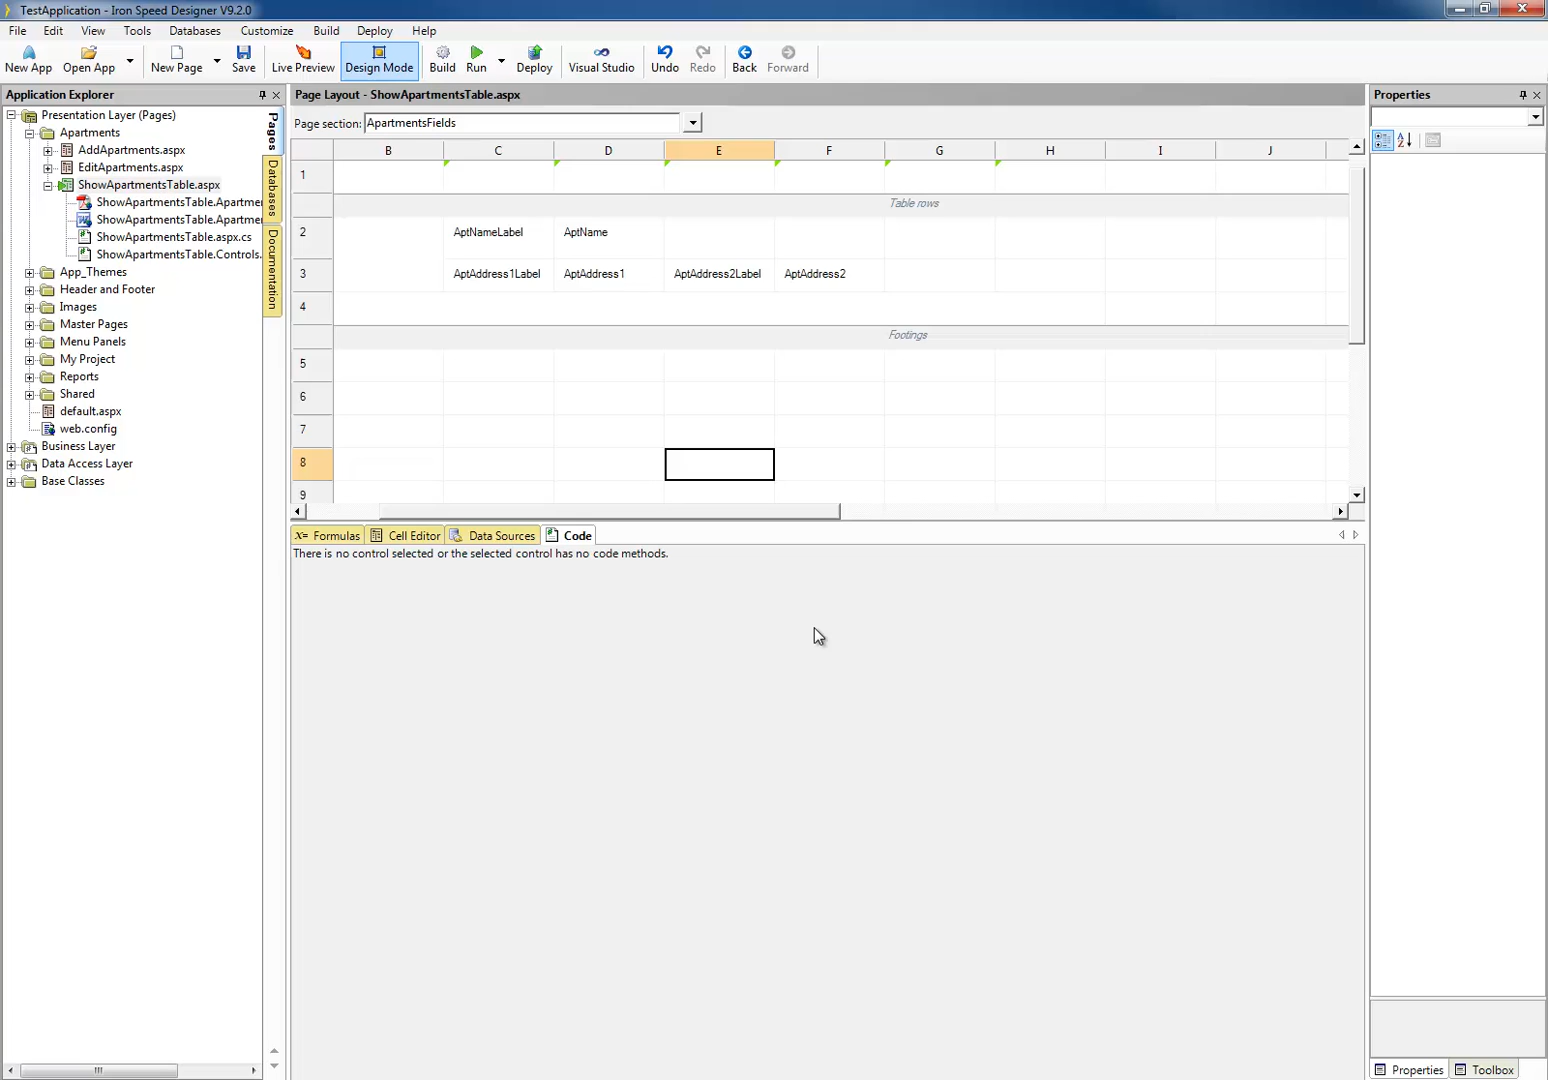 TestApplication - Iron Speed Designer V9.2.0
File Edit View Tools Databases Customize Build Deploy Help
New App Open App New Page Save Live Preview Design Mode Build Run Deploy Visual Studio Undo Redo Back Forward
Application Explorer
Presentation Layer (Pages)
Apartments
AddApartments.aspx
EditApartments.aspx
ShowApartmentsTable.aspx
ShowApartmentsTable.Apartme
ShowApartmentsTable.Apartme
ShowApartmentsTable.aspx.cs
ShowApartmentsTable.Controls.
App_Themes
Header and Footer
Images
Master Pages
Menu Panels
My Project
Reports
Shared
default.aspx
web.config
Business Layer
Data Access Layer
Base Classes
Pages
Databases
Documentation
Page Layout - ShowApartmentsTable.aspx
Page section: ApartmentsFields
B C D E F G H I J
1
Table rows
2 AptNameLabel AptName
3 AptAddress1Label AptAddress1 AptAddress2Label AptAddress2
4
Footings
5
6
7
8
9
X= Formulas Cell Editor Data Sources Code
There is no control selected or the selected control has no code methods.
Properties
Properties Toolbox